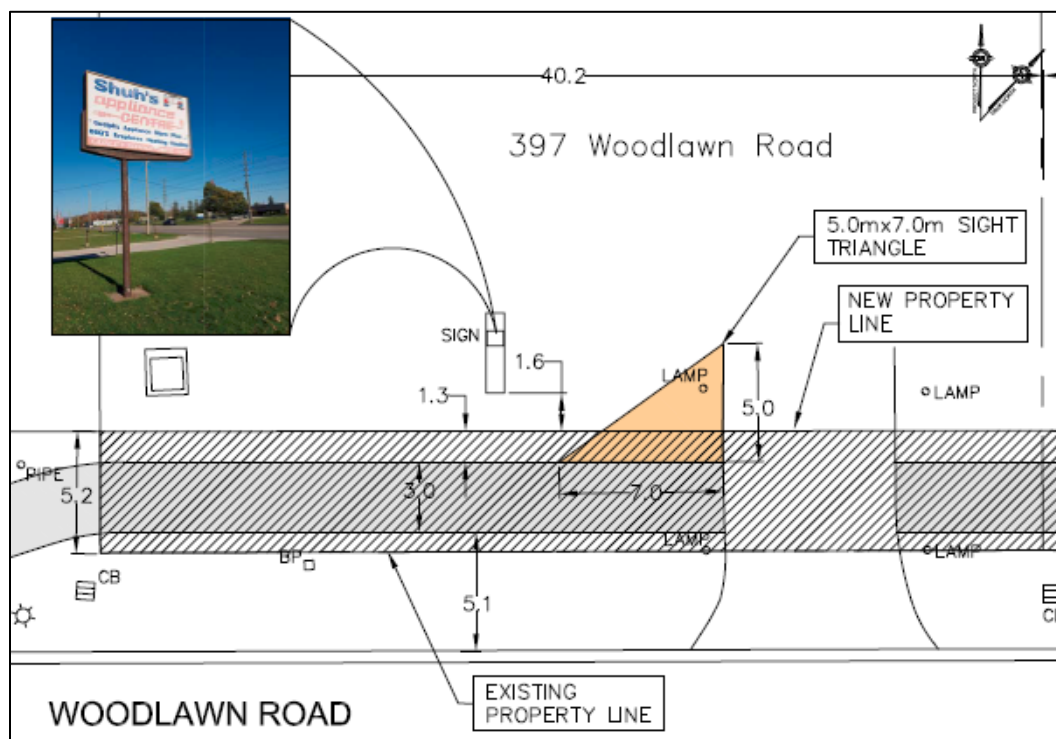 Shuh's
appliance
CENTRE
40.2
397 Woodlawn Road
5.0mx7.0m SIGHT
TRIANGLE
NEW PROPERTY
LINE
SIGN
1.6
LAMP
LAMP
1.3
5.0
PIPE
5.2
3.0
7.0
LAMP
LAMP
BP
CB
5.1
EXISTING
PROPERTY LINE
WOODLAWN ROAD